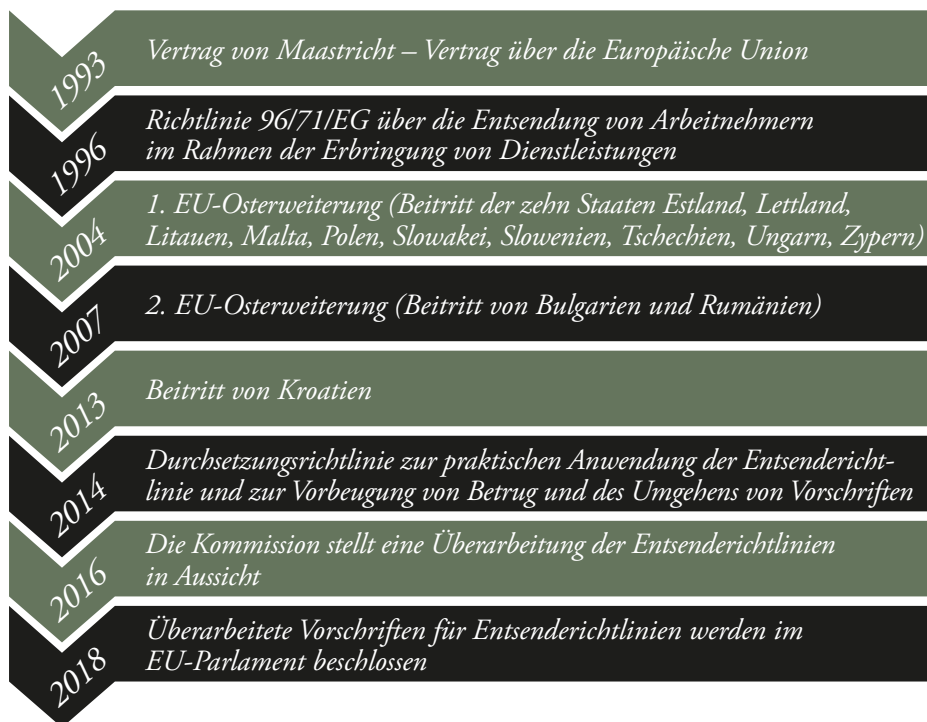 1993
Vertrag von Maastricht – Vertrag über die Europäische Union
1996
Richtlinie 96/71/EG über die Entsendung von Arbeitnehmern
im Rahmen der Erbringung von Dienstleistungen
2004
1. EU-Osterweiterung (Beitritt der zehn Staaten Estland, Lettland,
Litauen, Malta, Polen, Slowakei, Slowenien, Tschechien, Ungarn, Zypern)
2007
2. EU-Osterweiterung (Beitritt von Bulgarien und Rumänien)
2013
Beitritt von Kroatien
2014
Durchsetzungsrichtlinie zur praktischen Anwendung der Entsendericht-
linie und zur Vorbeugung von Betrug und des Umgehens von Vorschriften
2016
Die Kommission stellt eine Überarbeitung der Entsenderichtlinien
in Aussicht
2018
Überarbeitete Vorschriften für Entsenderichtlinien werden im
EU-Parlament beschlossen